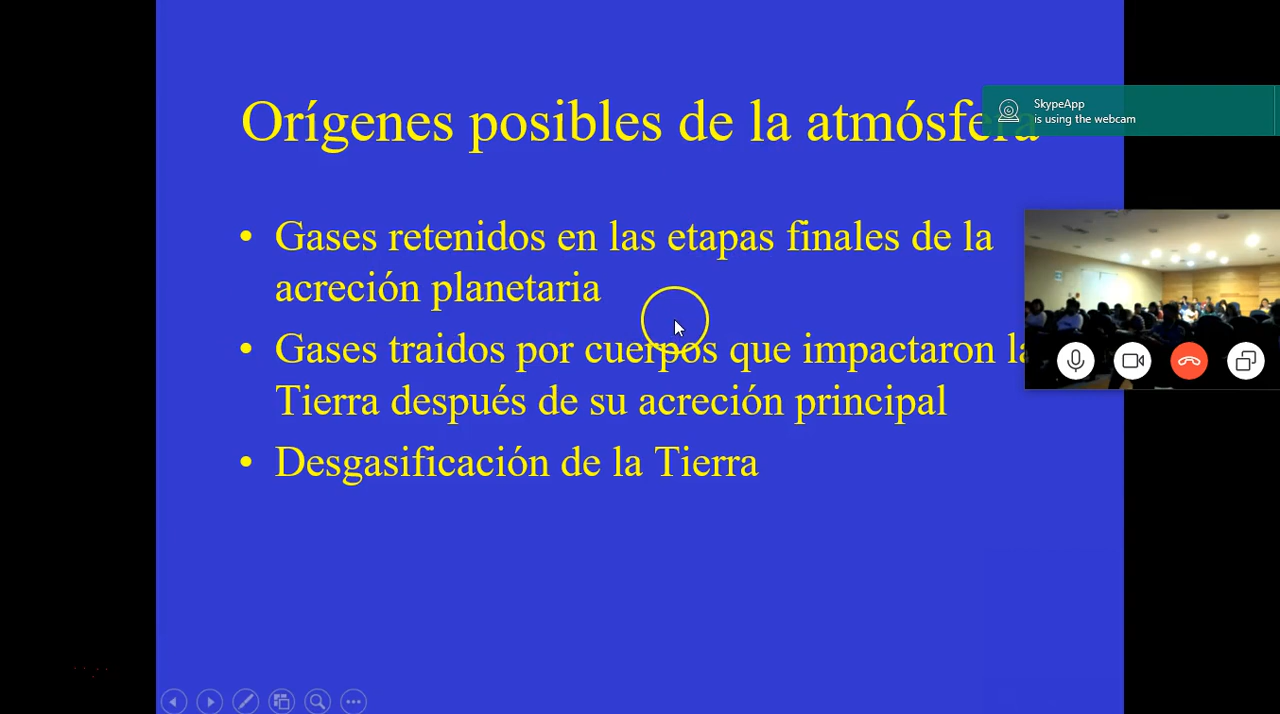 Orígenes posibles de la atmósfera
SkypeApp
is using the webcam
• Gases retenidos en las etapas finales de la
acreción planetaria
• Gases traidos por cuerpos que impactaron la
Tierra después de su acreción principal
• Desgasificación de la Tierra